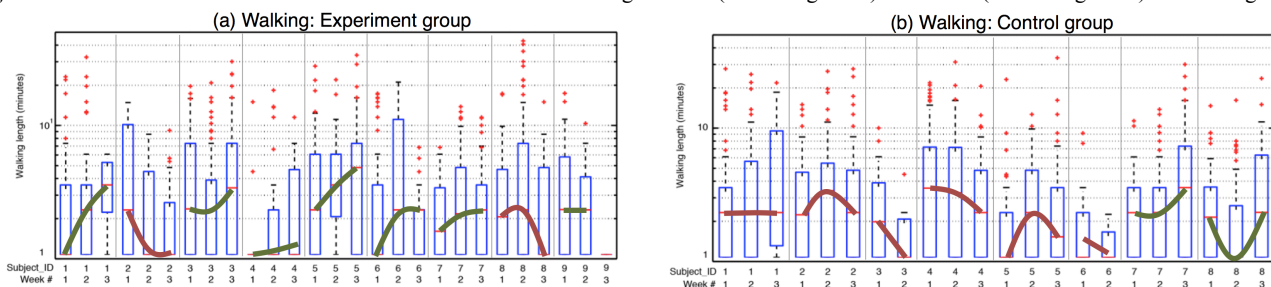 (a) Walking: Experiment group
Walking length (minutes)
10¹
1
Subject_ID 1 1 1 2 2 2 3 3 3 4 4 4 5 5 5 6 6 6 7 7 7 8 8 8 9 9 9
Week # 1 2 3 1 2 3 1 2 3 1 2 3 1 2 3 1 2 3 1 2 3 1 2 3 1 2 3
(b) Walking: Control group
Walking length (minutes)
10
1
Subject_ID 1 1 1 2 2 2 3 3 4 4 4 5 5 5 6 6 7 7 7 8 8 8
Week # 1 2 3 1 2 3 1 2 1 2 3 1 2 3 1 2 1 2 3 1 2 3